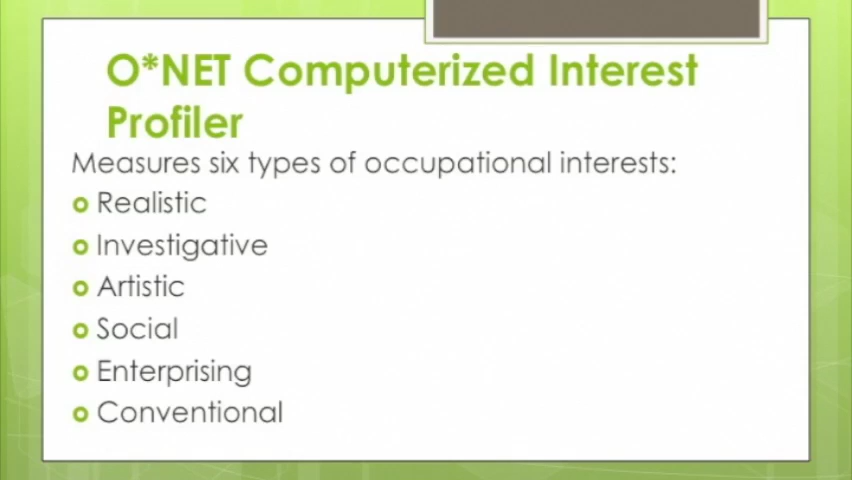 O*NET Computerized Interest
Profiler
Measures six types of occupational interests:
Realistic
Investigative
Artistic
Social
Enterprising
Conventional